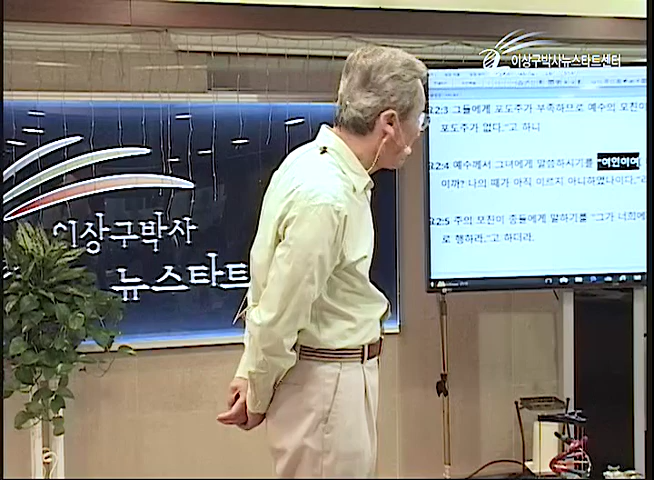 이상구박사뉴스타트센터
요2:3 그들에게 포도주가 부족하므로 예수의 모친이
포도주가 없다."고 하니
요2:4 예수께서 그녀에게 말씀하시기를 "여인이여
이까? 나의 때가 아직 이르지 아니하였나이다."라
요2:5 주의 모친이 종들에게 말하기를 "그가 너희에
로 행하라."고 하더라.
이상구박사
뉴스타트